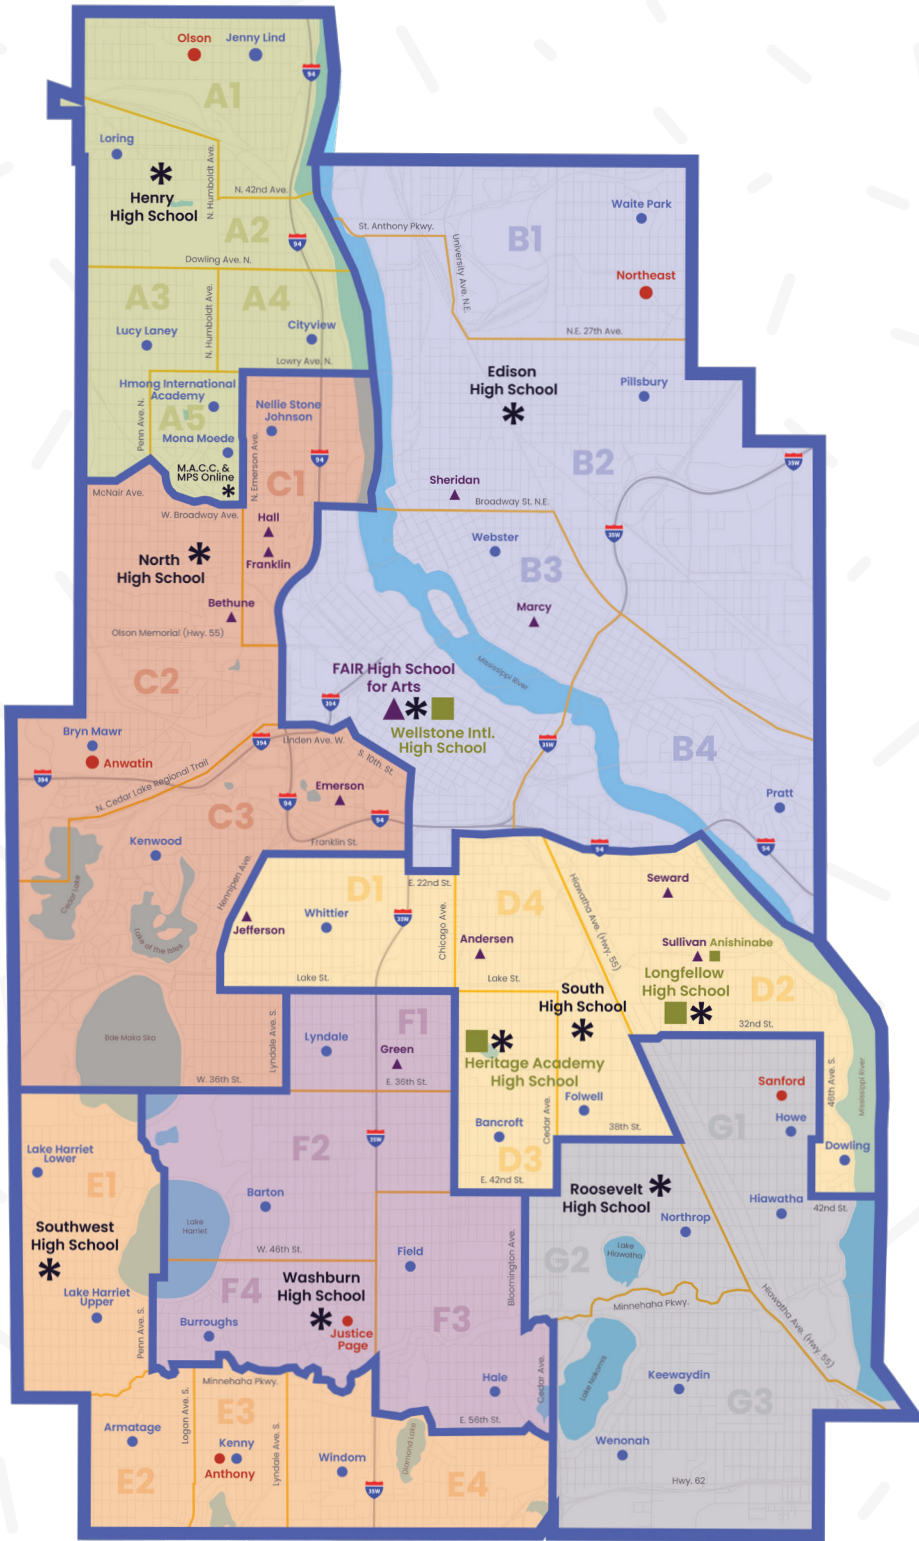 Olson
Jenny Lind
94
A1
Loring
N. Humboldt Ave.
Henry
High School
N. 42nd Ave.
A2
94
Dowling Ave. N.
A3
A4
N. Humboldt Ave.
Lucy Laney
Cityview
Lowry Ave. N.
Hmong International
Academy
A5
Penn Ave. N.
Mona Moede
M.A.C.C. &
MPS Online
McNair Ave.
W. Broadway Ave.
Waite Park
St. Anthony Pkwy.
B1
University Ave. N.E.
Northeast
N.E. 27th Ave.
Edison
High School
Pillsbury
B2
35W
Sheridan
Broadway St. N.E.
35W
Webster
B3
Marcy
Mississippi River
Nellie Stone
Johnson
N. Emerson Ave.
94
C1
Hall
Franklin
North
High School
Bethune
Olson Memorial (Hwy. 55)
C2
FAIR High School
for Arts
Wellstone Intl.
High School
394
Linden Ave. W.
394
S. 10th. St.
35W
B4
Pratt
94
Bryn Mawr
Anwatin
394
N. Cedar Lake Regional Trail
C3
Emerson
94
94
Franklin St.
Kenwood
Cedar Lake
Lake of the Isles
Hennipen Ave.
94
D1
E. 22nd St.
Jefferson
Whittier
35W
Chicago Ave.
Lake St.
D4
Hiawatha Ave. (Hwy. 55)
Andersen
Lake St.
Seward
Sullivan
Anishinabe
Longfellow
High School
D2
32nd St.
South
High School
Heritage Academy
High School
Bancroft
Folwell
Cedar Ave.
38th St.
D3
E. 42nd St.
46th Ave. S.
Mississippi River
Dowling
42nd St.
Bde Maka Ska
Lyndale Ave. S.
W. 36th St.
Lyndale
F1
Green
E. 36th St.
35W
F2
Barton
Lake
Harriet
W. 46th St.
F4
Washburn
High School
Justice
Page
Burroughs
Field
F3
Bloomington Ave.
Hale
Cedar Ave.
E. 56th St.
Sanford
G1
Howe
Roosevelt
High School
Hiawatha
Northrop
G2
Lake
Hiawatha
Minnehaha Pkwy.
Hiawatha Ave. (Hwy. 55)
Lake Nokomis
Keewaydin
G3
Wenonah
Hwy. 62
Lake Harriet
Lower
E1
Southwest
High School
Lake Harriet
Upper
Penn Ave. S.
Minnehaha Pkwy.
Logan Ave. S.
E3
Lyndale Ave. S.
Armatage
Kenny
Anthony
Windom
Diamond Lake
E2
35W
E4